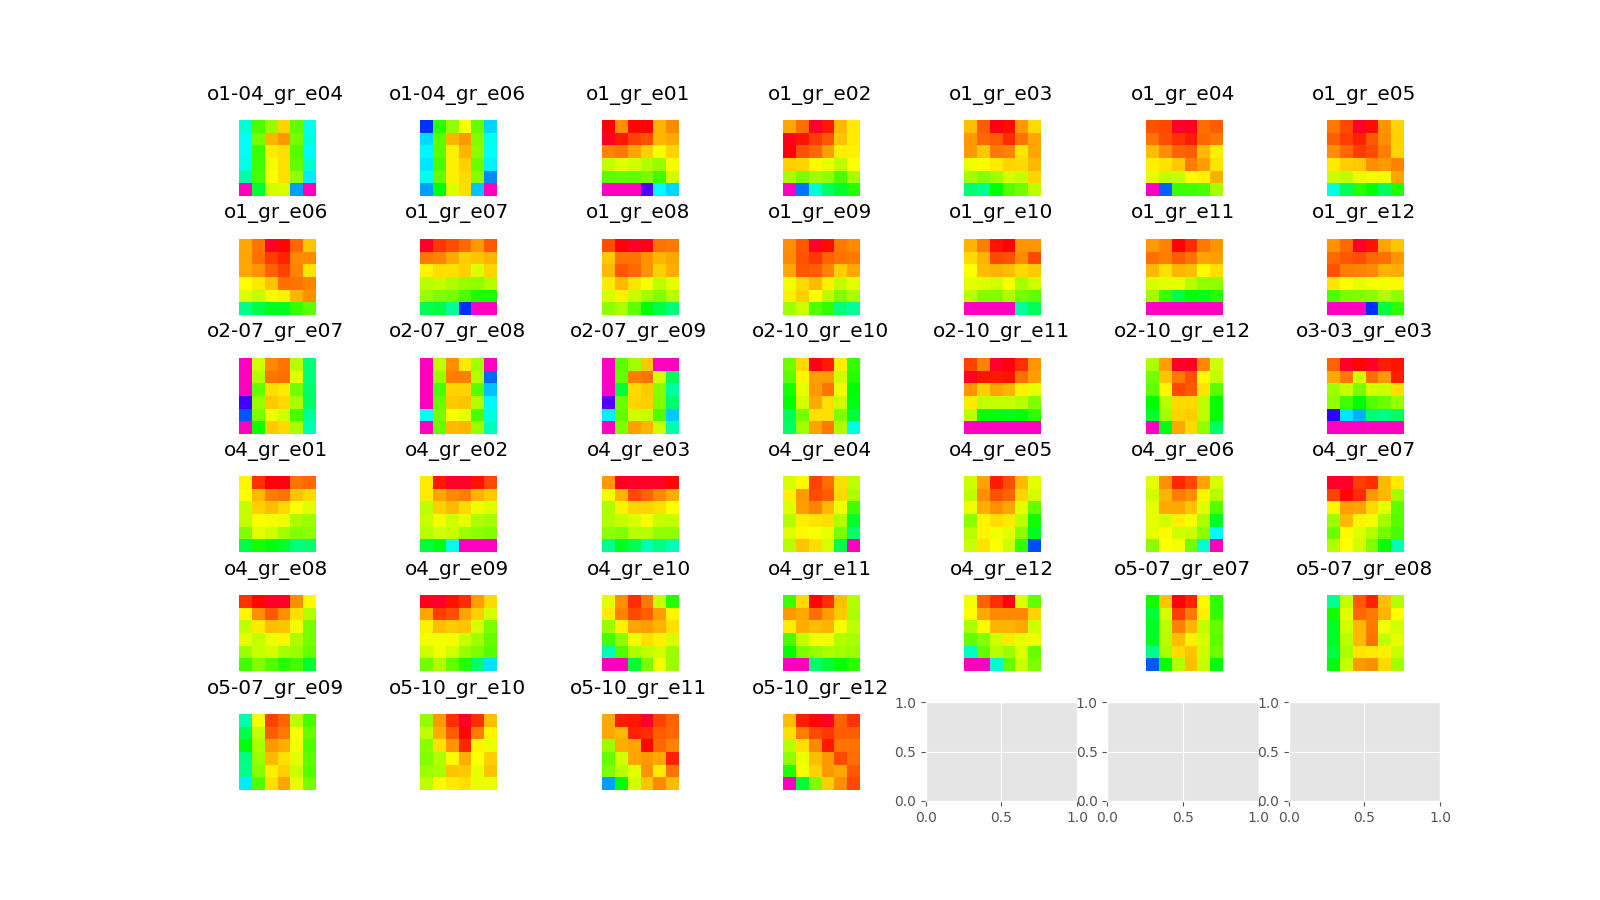 o1-04_gr_e04 o1-04_gr_e06 o1_gr_e01 o1_gr_e02 o1_gr_e03 o1_gr_e04 o1_gr_e05
o1_gr_e06 o1_gr_e07 o1_gr_e08 o1_gr_e09 o1_gr_e10 o1_gr_e11 o1_gr_e12
o2-07_gr_e07 o2-07_gr_e08 o2-07_gr_e09 o2-10_gr_e10 o2-10_gr_e11 o2-10_gr_e12 o3-03_gr_e03
o4_gr_e01 o4_gr_e02 o4_gr_e03 o4_gr_e04 o4_gr_e05 o4_gr_e06 o4_gr_e07
o4_gr_e08 o4_gr_e09 o4_gr_e10 o4_gr_e11 o4_gr_e12 o5-07_gr_e07 o5-07_gr_e08
o5-07_gr_e09 o5-10_gr_e10 o5-10_gr_e11 o5-10_gr_e12
1.0 1.0 1.0
0.5 0.5 0.5
0.0 0.0 0.0
0.0 0.5 1.0 0.0 0.5 1.0 0.0 0.5 1.0